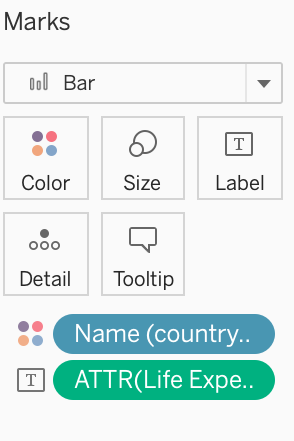 Marks
Bar
Color Size Label
Detail Tooltip
Name (country..
ATTR(Life Expe..